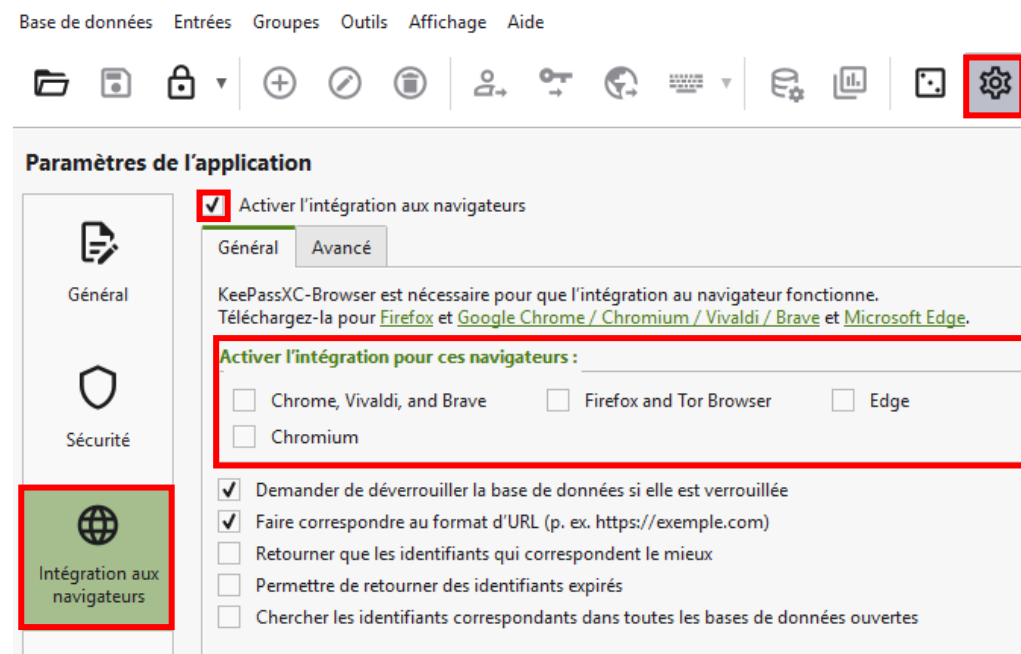 Base de données Entrées Groupes Outils Affichage Aide
Paramètres de l'application
Activer l'intégration aux navigateurs
Général Avancé
Général
KeePassXC-Browser est nécessaire pour que l'intégration au navigateur fonctionne.
Téléchargez-la pour Firefox et Google Chrome / Chromium / Vivaldi / Brave et Microsoft Edge.
Activer l'intégration pour ces navigateurs :
Chrome, Vivaldi, and Brave Firefox and Tor Browser Edge
Chromium
Sécurité
Demander de déverrouiller la base de données si elle est verrouillée
Faire correspondre au format d'URL (p. ex. https://exemple.com)
Retourner que les identifiants qui correspondent le mieux
Permettre de retourner des identifiants expirés
Chercher les identifiants correspondants dans toutes les bases de données ouvertes
Intégration aux
navigateurs